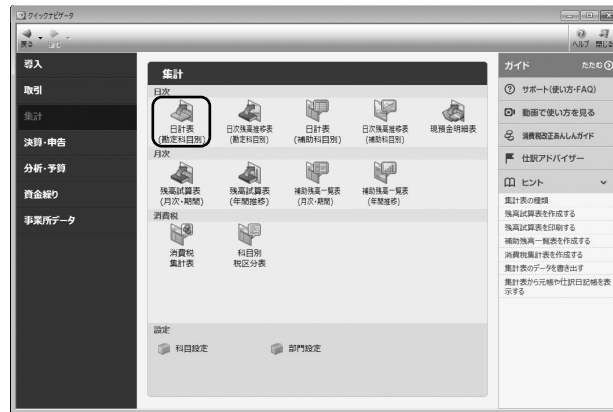 クイックナビゲータ
戻る
ヘルプ 閉じる
導入
取引
集計
決算・申告
分析・予算
資金繰り
事業所データ
集計
日次
日計表
(勘定科目別)
日次残高推移表
(勘定科目別)
日計表
(補助科目別)
日次残高推移表
(補助科目別)
現預金明細表
月次
残高試算表
(月次・期間)
残高試算表
(年間推移)
補助残高一覧表
(月次・期間)
補助残高一覧表
(年間推移)
消費税
消費税
集計表
科目別
税区分表
設定
科目設定
部門設定
ガイド
たたむ
サポート(使い方・FAQ)
動画で使い方を見る
消費税改正あんしんガイド
仕訳アドバイザー
ヒント
集計表の種類
残高試算表を作成する
残高試算表を印刷する
補助残高一覧表を作成する
消費税集計表を作成する
集計表のデータを書き出す
集計表から元帳や仕訳日記帳を表
示する